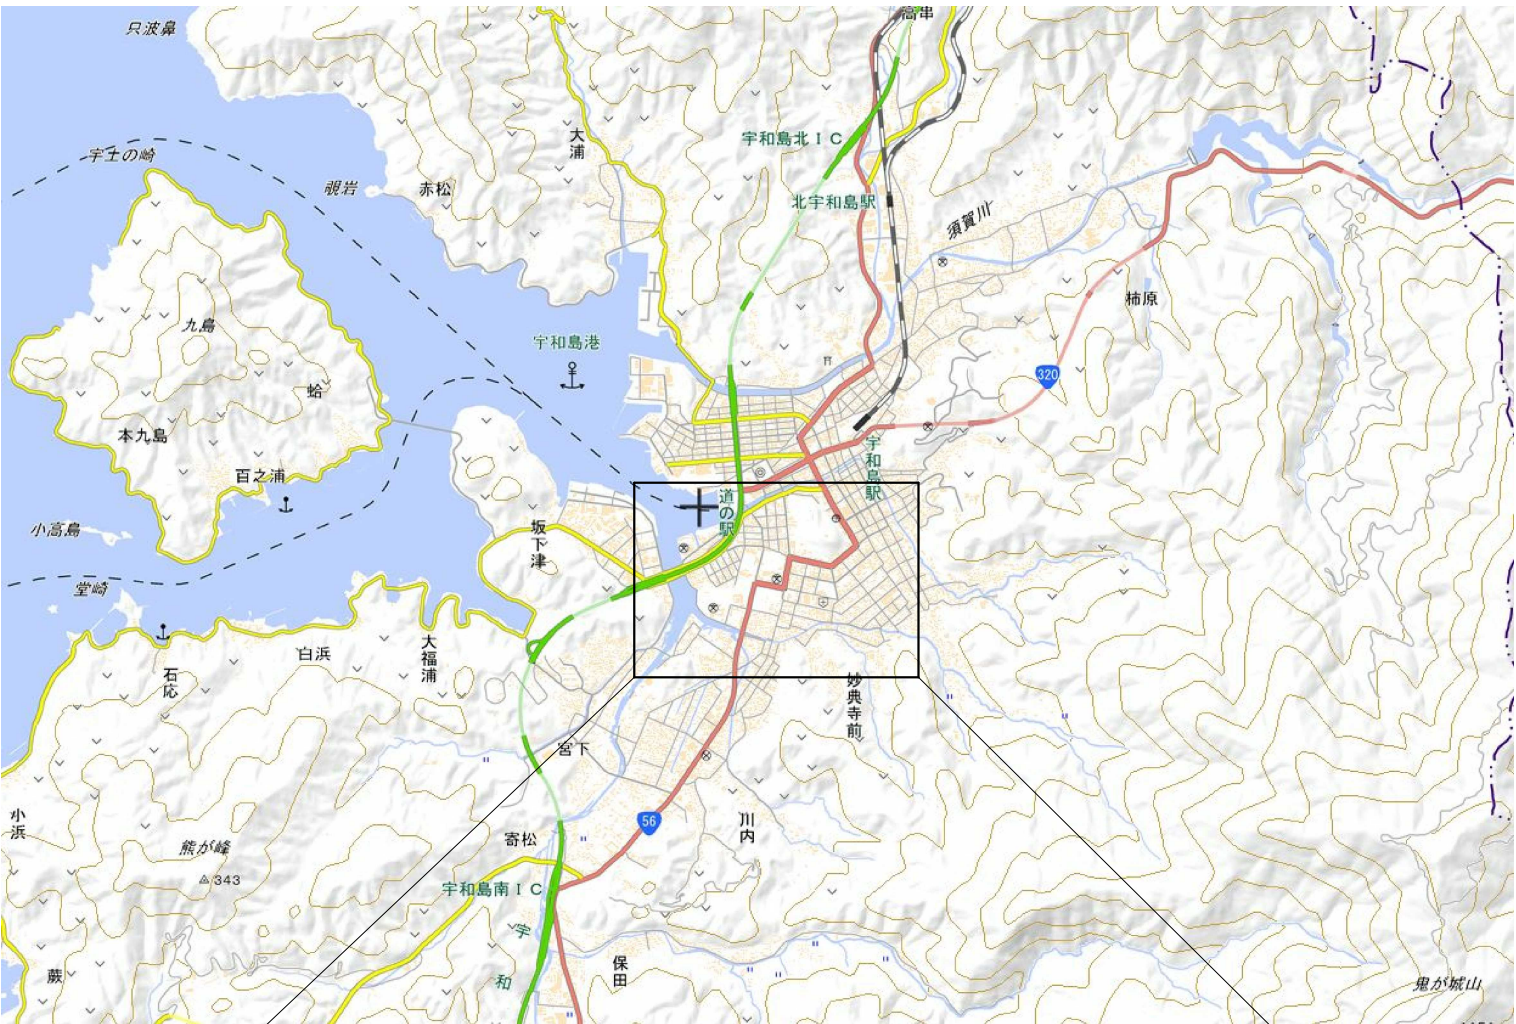 高串
只波鼻
大浦
宇和島北IC
宇土の崎
覗岩
赤松
北宇和島駅
須賀川
柿原
九島
宇和島港
320
蛤
本九島
宇和島駅
百之浦
道の駅
小高島
坂下津
堂崎
大福浦
白浜
石応
妙典寺前
宮下
小浜
56
川内
寄松
熊が峰
343
宇和島南IC
宇
和
保田
蕨
鬼が城山